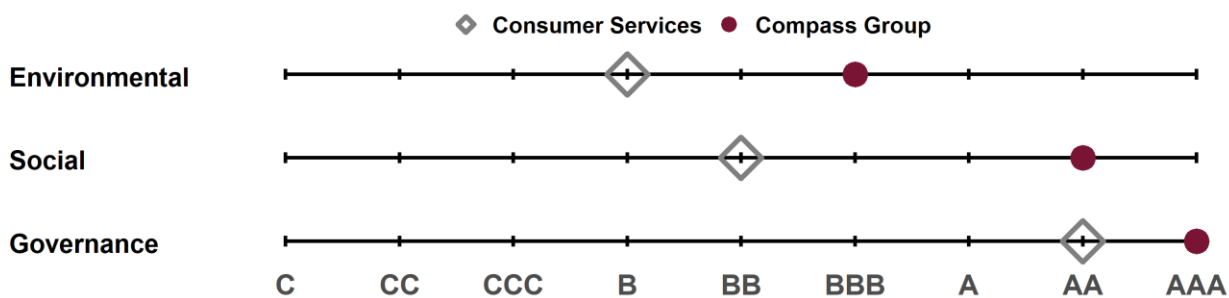 Consumer Services Compass Group
Environmental
Social
Governance
C CC CCC B BB BBB A AA AAA